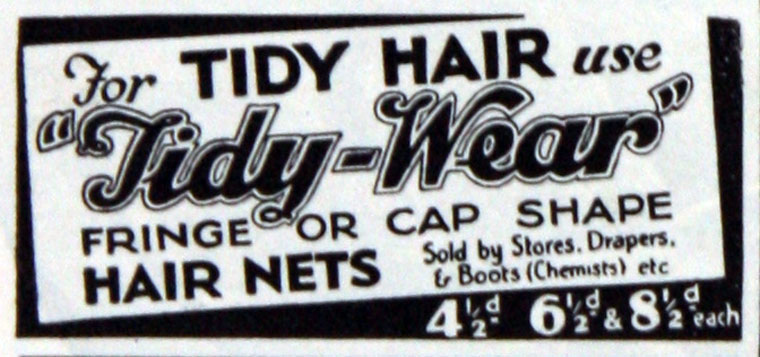 For TIDY HAIR use
"Tidy-Wear"
FRINGE OR CAP SHAPE
HAIR NETS
Sold by Stores. Drapers.
& Boots (Chemists) etc
4½d 6½d & 8½d each